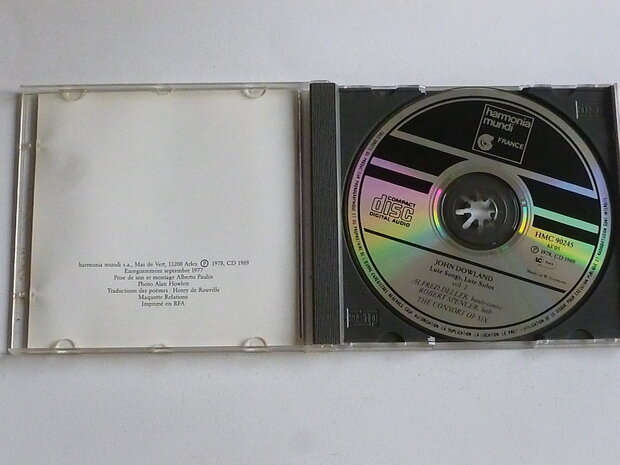 harmonia mundi s.a., Mas de Vert, 13200 Arles Ⓟ 1978, CD 1989
Enregistrement septembre 1977
Prise de son et montage Alberto Paulin
Photo Alan Howlett
Traductions des poèmes : Henry de Rouville
Maquette Relations
Imprimé en RFA
harmonia
mundi
FRANCE
COMPACT
disc
DIGITAL AUDIO
HMC 90245
63'05
Ⓟ 1978, CD 1989
JOHN DOWLAND
Lute Songs, Lute Solos
vol. 2
ALFRED DELLER, haute-contre
ROBERT SPENCER, luth
THE CONSORT OF SIX